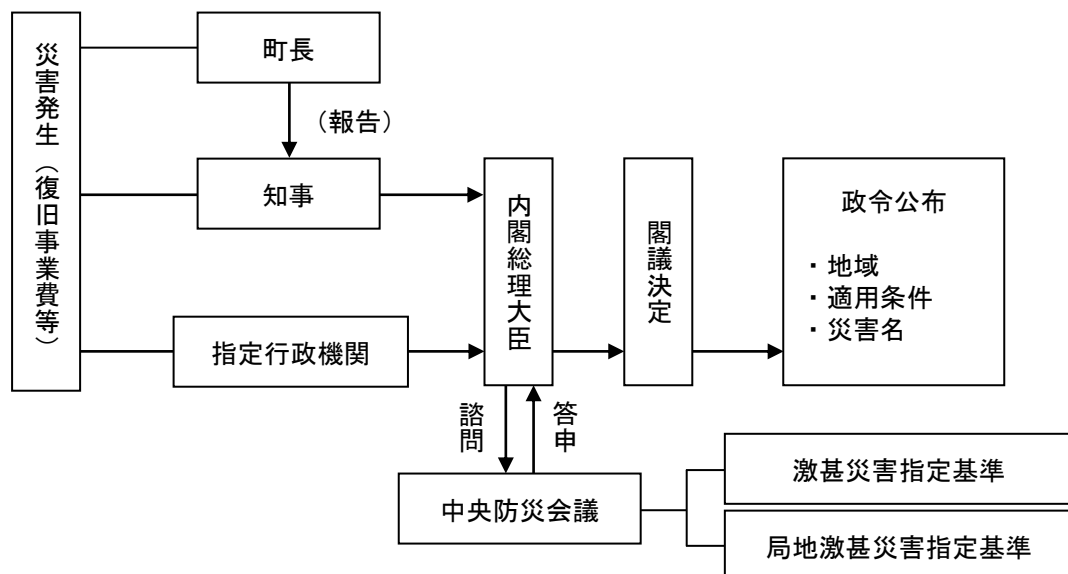 災害発生（復旧事業費等）
町長
（報告）
知事
指定行政機関
内閣総理大臣
閣議決定
政令公布
・地域
・適用条件
・災害名
諮問
答申
中央防災会議
激甚災害指定基準
局地激甚災害指定基準